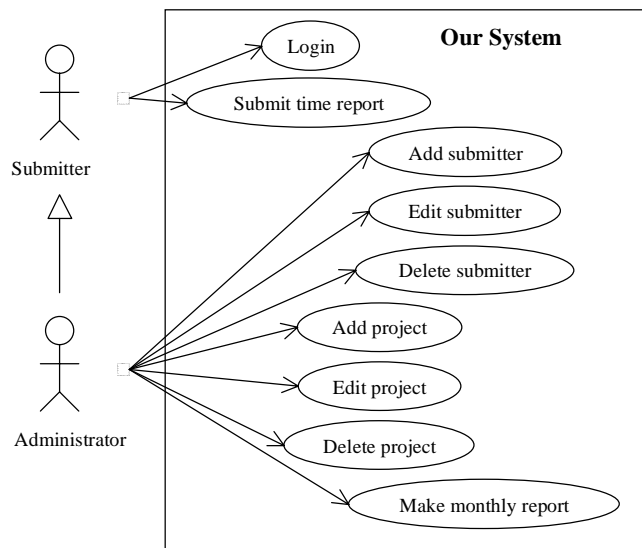 Our System
Login
Submit time report
Submitter
Add submitter
Edit submitter
Delete submitter
Add project
Edit project
Administrator
Delete project
Make monthly report